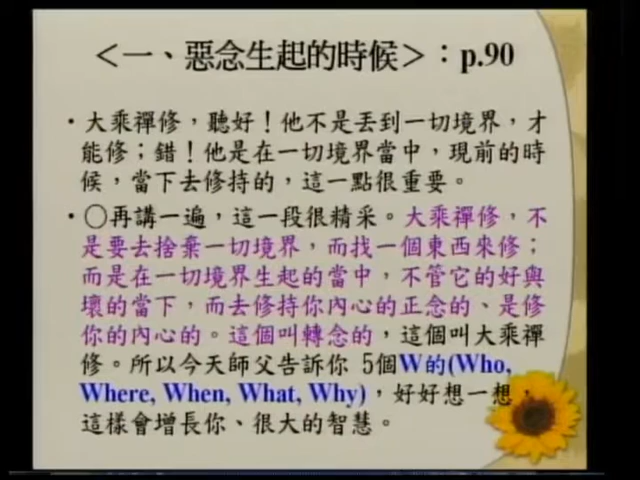 ＜一、惡念生起的時候＞：p.90
・大乘禪修，聽好！他不是丟到一切境界，才
能修；錯！他是在一切境界當中，現前的時
候，當下去修持的，這一點很重要。
・○再講一遍，這一段很精采。大乘禪修，不
是要去捨棄一切境界，而找一個東西來修；
而是在一切境界生起的當中，不管它的好與
壞的當下，而去修持你內心的正念的、是修
你的內心的。這個叫轉念的，這個叫大乘禪
修。所以今天師父告訴你 5個W的(Who,
Where, When, What, Why)，好好想一想，
這樣會增長你、很大的智慧。